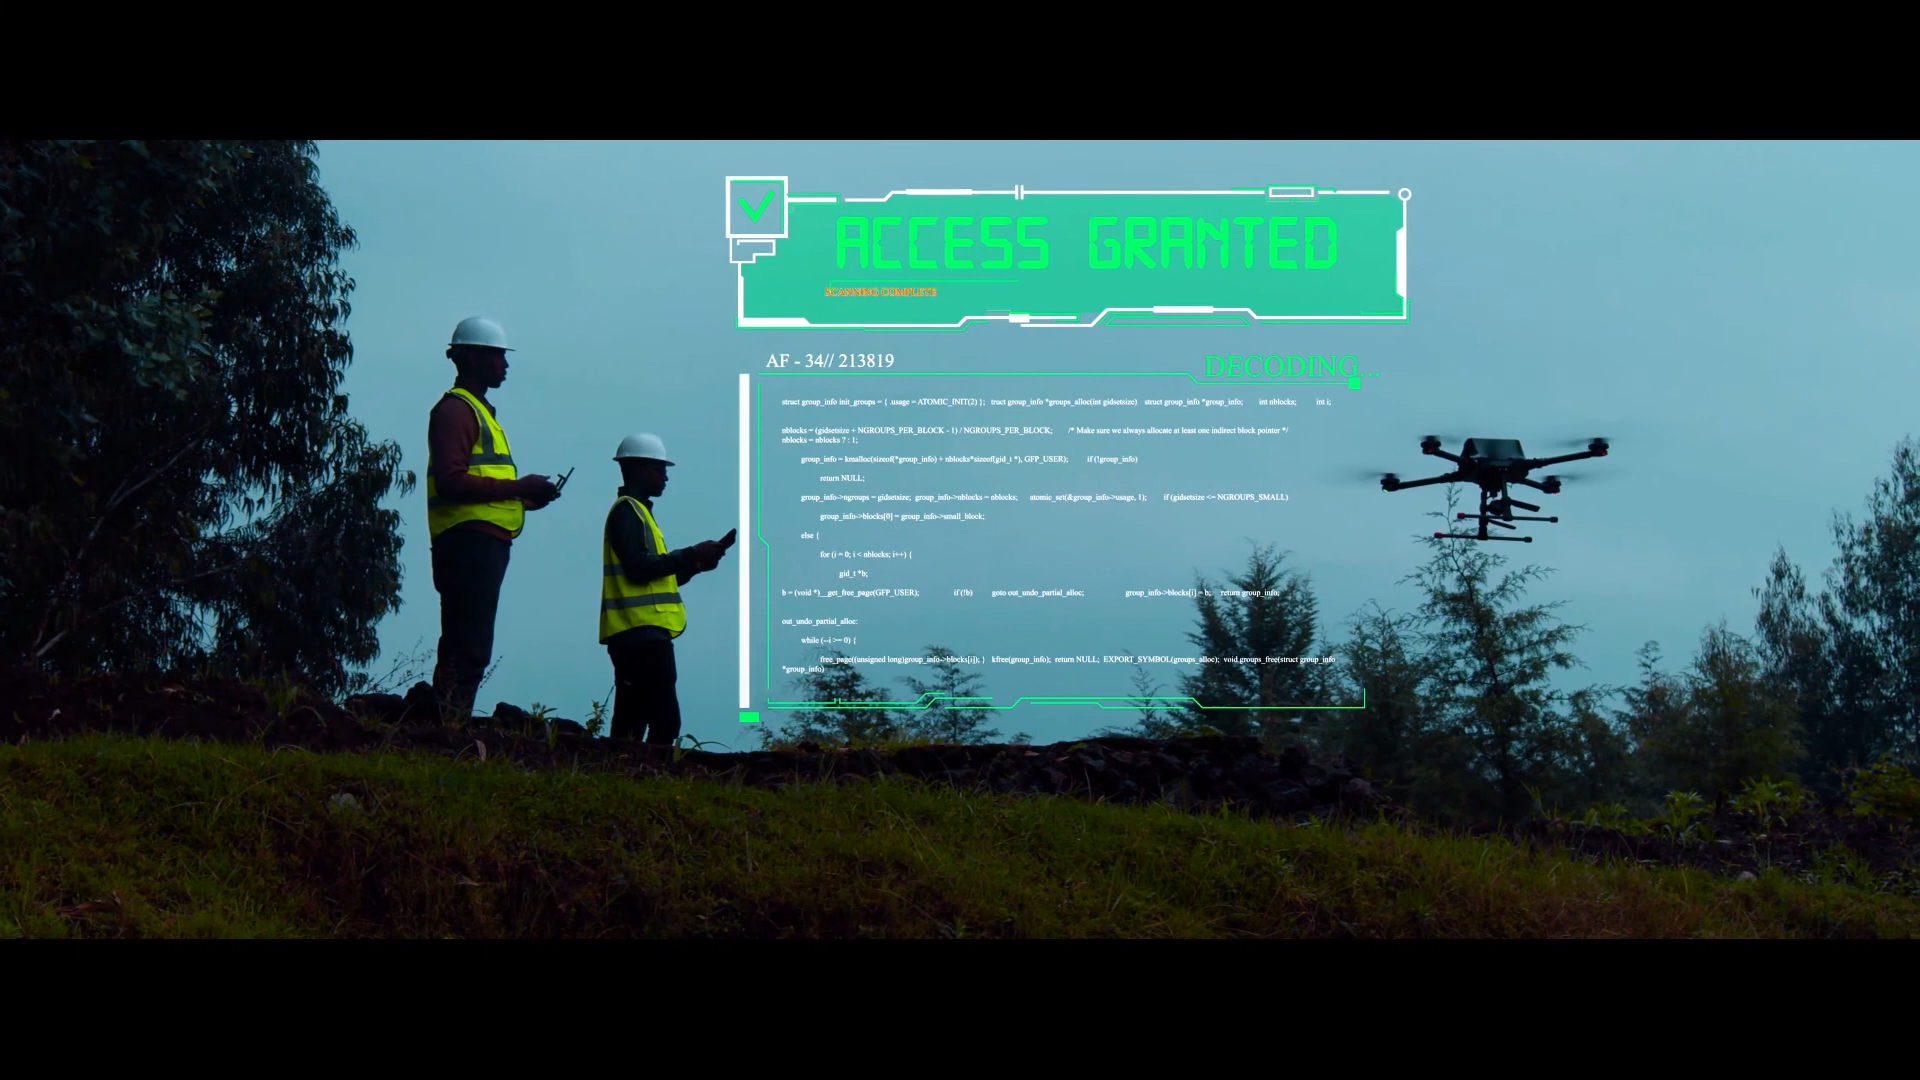 ACCESS GRANTED
SCANNING COMPLETE
AF - 34// 213819
DECODING...
struct group_info init_groups = { .usage = ATOMIC_INIT(2) }; truct group_info *groups_alloc(int gidsetsize) struct group_info *group_info; int nblocks; int i;
nblocks = (gidsetsize + NGROUPS_PER_BLOCK - 1) / NGROUPS_PER_BLOCK; /* Make sure we always allocate at least one indirect block pointer */
nblocks = nblocks ? : 1;
group_info = kmalloc(sizeof(*group_info) + nblocks*sizeof(gid_t *), GFP_USER); if (!group_info)
return NULL;
group_info->ngroups = gidsetsize; group_info->nblocks = nblocks; atomic_set(&group_info->usage, 1); if (gidsetsize <= NGROUPS_SMALL)
group_info->blocks[0] = group_info->small_block;
else {
for (i = 0; i < nblocks; i++) {
gid_t *b;
b = (void *)__get_free_page(GFP_USER); if (!b) goto out_undo_partial_alloc; group_info->blocks[i] = b; return group_info;
out_undo_partial_alloc:
while (--i >= 0) {
free_page((unsigned long)group_info->blocks[i]); } kfree(group_info); return NULL; EXPORT_SYMBOL(groups_alloc); void groups_free(struct group_info
*group_info)